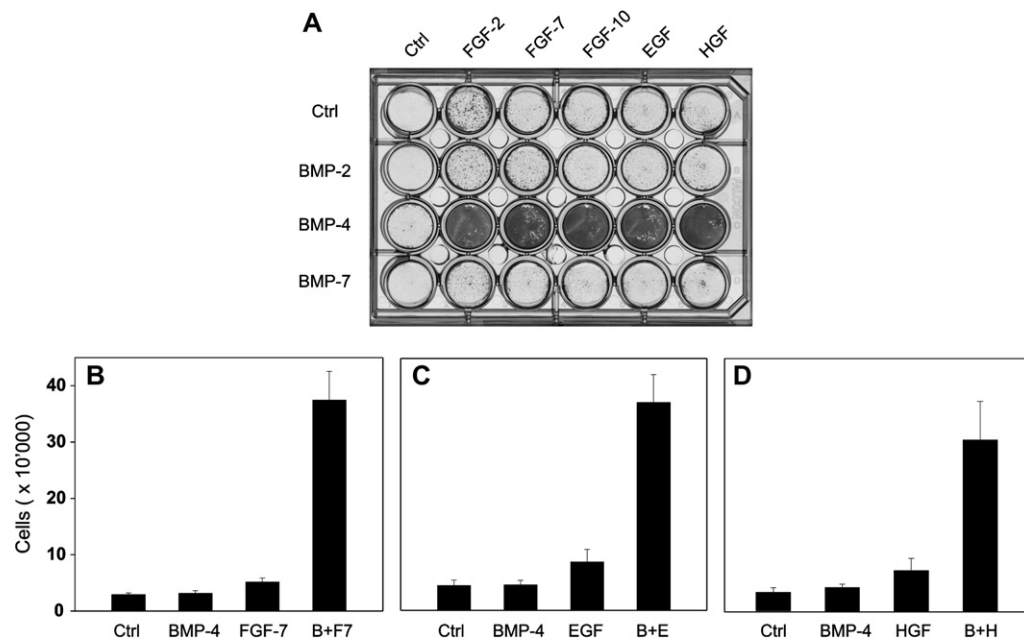 A
Ctrl FGF-2 FGF-7 FGF-10 EGF HGF
Ctrl
BMP-2
BMP-4
BMP-7
B C D
Cells ( x 10'000)
40
30
20
10
0
Ctrl BMP-4 FGF-7 B+F7 Ctrl BMP-4 EGF B+E Ctrl BMP-4 HGF B+H